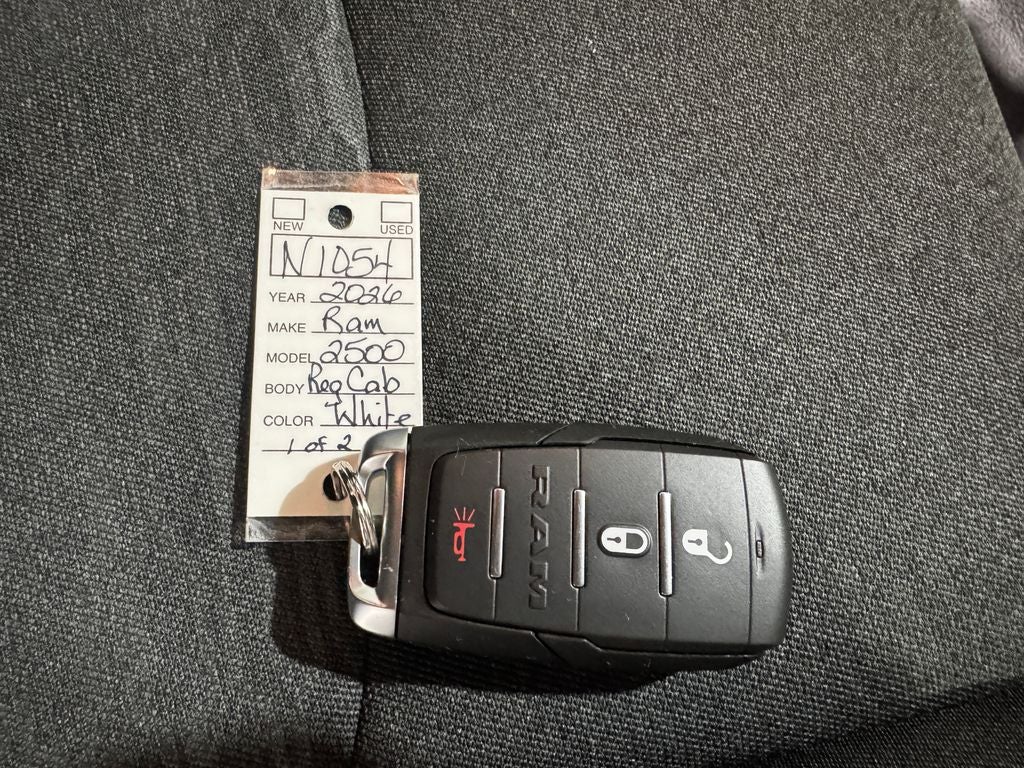 NEW USED
N1054
YEAR 2026
MAKE Ram
MODEL 2500
BODY Reg Cab
COLOR White
1 of 2
RAM